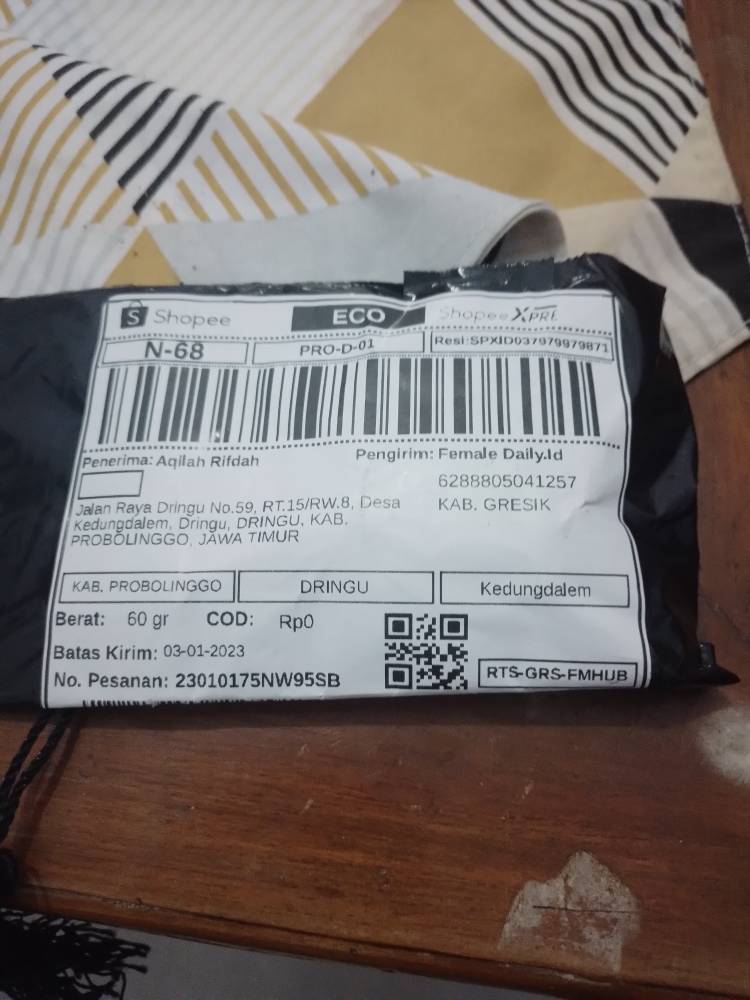 Shopee
ECO
Shopee XPRE
N-68
PRO-D-01
Resi:SPXID037979979871
Penerima: Aqilah Rifdah
Pengirim: Female Daily.Id
6288805041257
KAB. GRESIK
Jalan Raya Dringu No.59, RT.15/RW.8, Desa
Kedungdalem, Dringu, DRINGU, KAB.
PROBOLINGGO, JAWA TIMUR
KAB. PROBOLINGGO
DRINGU
Kedungdalem
Berat: 60 gr COD: Rp0
Batas Kirim: 03-01-2023
No. Pesanan: 23010175NW95SB
RTS-GRS-FMHUB